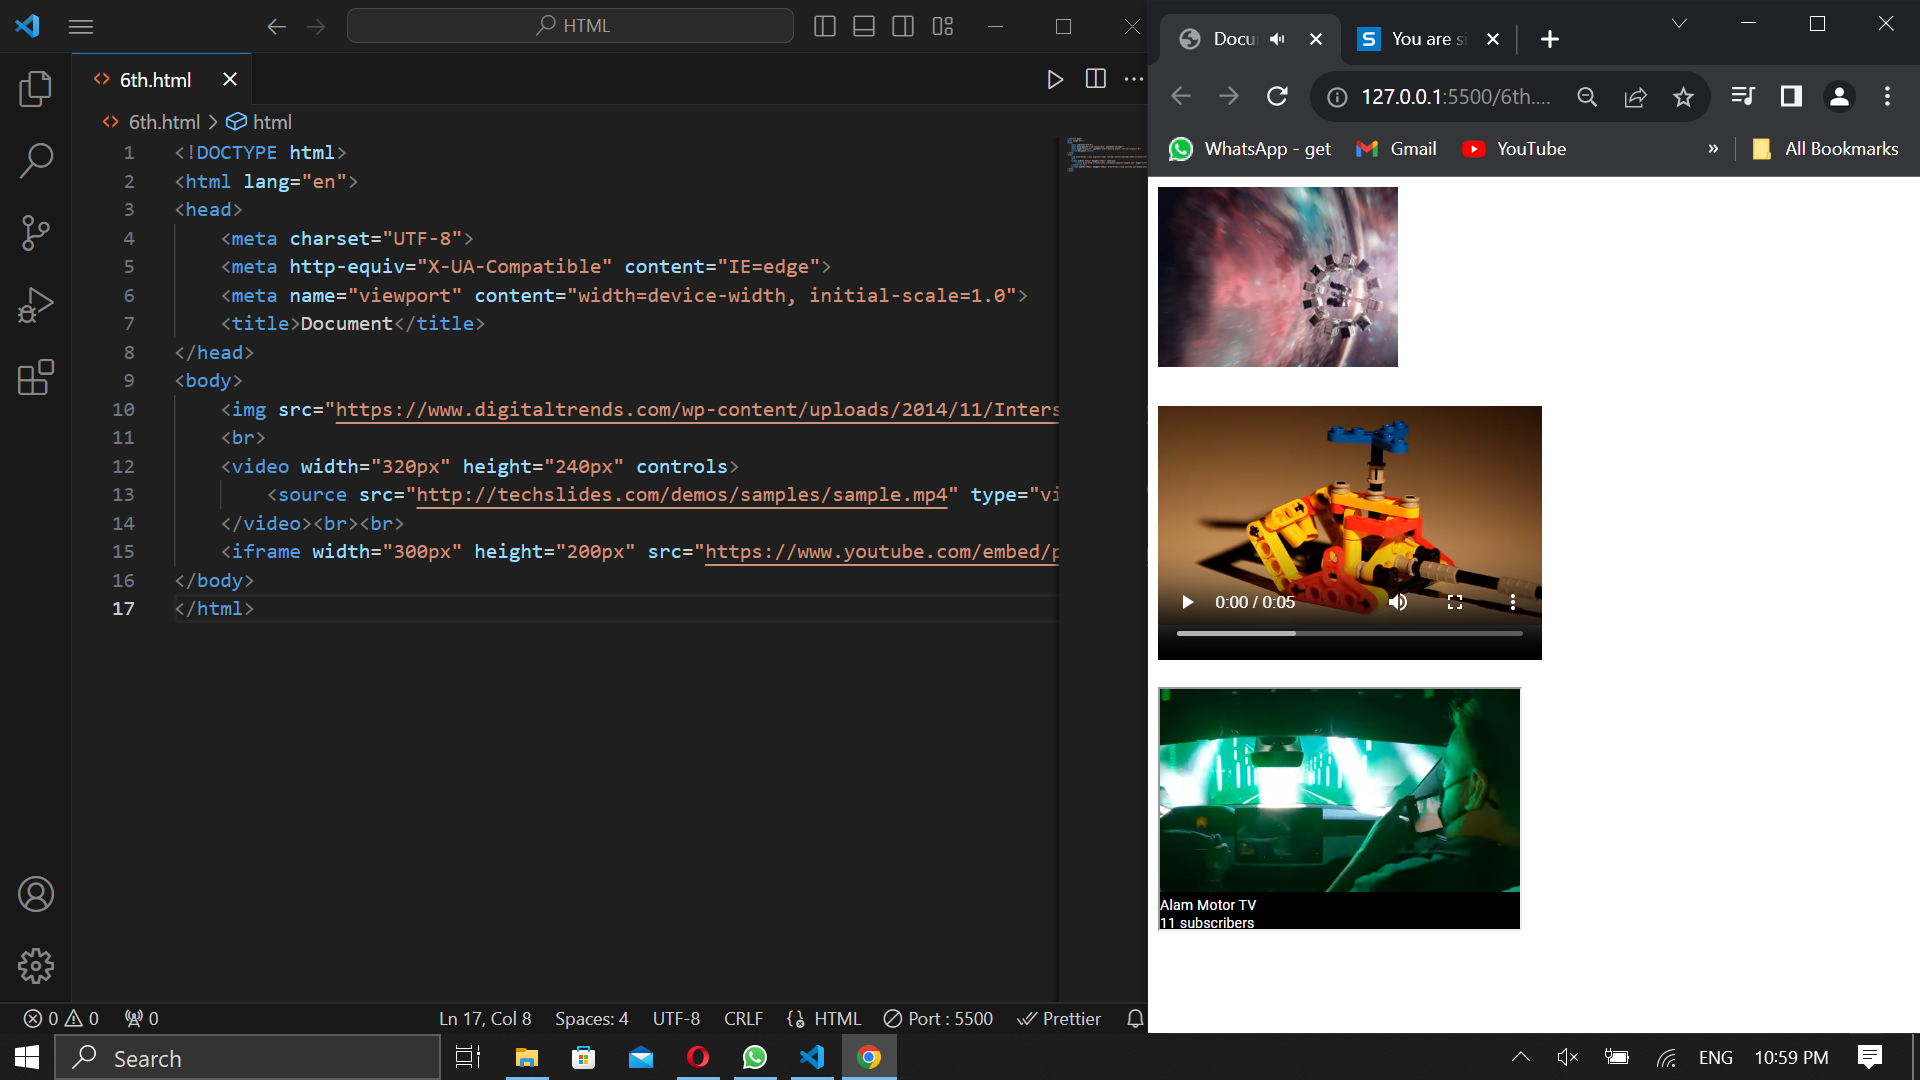 HTML
6th.html
6th.html > html
1 <!DOCTYPE html>
2 <html lang="en">
3 <head>
4 <meta charset="UTF-8">
5 <meta http-equiv="X-UA-Compatible" content="IE=edge">
6 <meta name="viewport" content="width=device-width, initial-scale=1.0">
7 <title>Document</title>
8 </head>
9 <body>
10 <img src="https://www.digitaltrends.com/wp-content/uploads/2014/11/Inters
11 <br>
12 <video width="320px" height="240px" controls>
13 <source src="http://techslides.com/demos/samples/sample.mp4" type="vi
14 </video><br><br>
15 <iframe width="300px" height="200px" src="https://www.youtube.com/embed/p
16 </body>
17 </html>
0 0 0 Ln 17, Col 8 Spaces: 4 UTF-8 CRLF HTML Port : 5500 Prettier
Docu
You are si
127.0.0.1:5500/6th....
WhatsApp - get Gmail YouTube » All Bookmarks
0:00 / 0:05
Alam Motor TV
11 subscribers
Search
ENG 10:59 PM